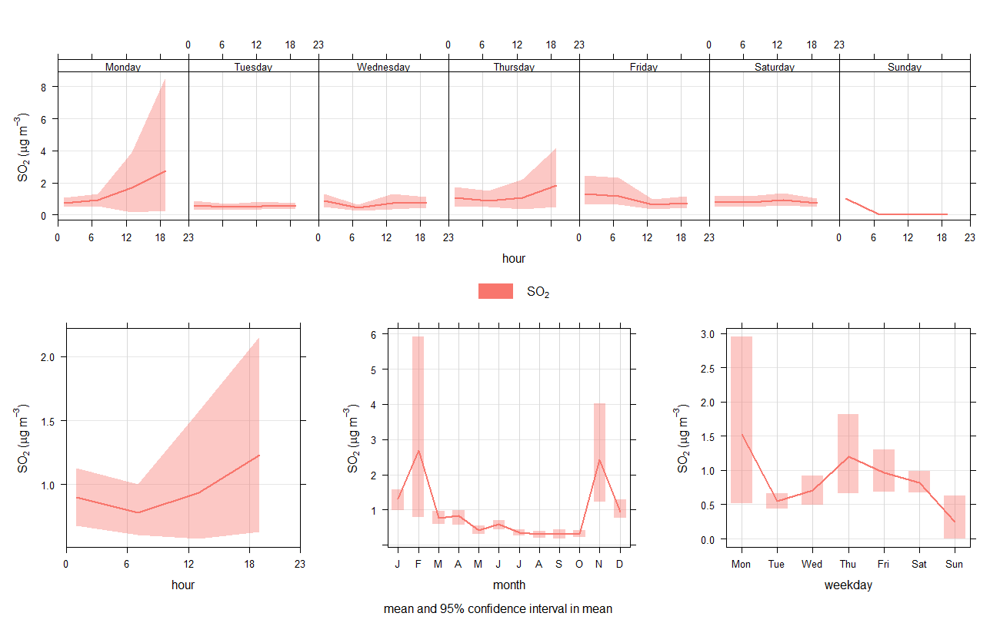 0 6 12 18 23 0 6 12 18 23 0 6 12 18 23
Monday Tuesday Wednesday Thursday Friday Saturday Sunday
8
6
4
2
0
SO₂ (μg m⁻³)
0 6 12 18 23 0 6 12 18 23 0 6 12 18 23 0 6 12 18 23
hour
SO₂
2.0
1.5
1.0
SO₂ (μg m⁻³)
0 6 12 18 23
hour
6
5
4
3
2
1
SO₂ (μg m⁻³)
J F M A M J J A S O N D
month
3.0
2.5
2.0
1.5
1.0
0.5
0.0
SO₂ (μg m⁻³)
Mon Tue Wed Thu Fri Sat Sun
weekday
mean and 95% confidence interval in mean